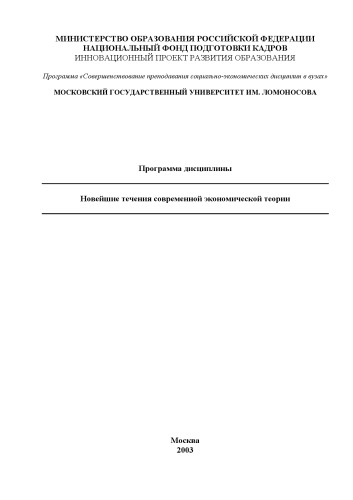 МИНИСТЕРСТВО ОБРАЗОВАНИЯ РОССИЙСКОЙ ФЕДЕРАЦИИ
НАЦИОНАЛЬНЫЙ ФОНД ПОДГОТОВКИ КАДРОВ
ИННОВАЦИОННЫЙ ПРОЕКТ РАЗВИТИЯ ОБРАЗОВАНИЯ
Программа «Совершенствование преподавания социально-экономических дисциплин в вузах»
МОСКОВСКИЙ ГОСУДАРСТВЕННЫЙ УНИВЕРСИТЕТ ИМ. ЛОМОНОСОВА
Программа дисциплины
Новейшие течения современной экономической теории
Москва
2003